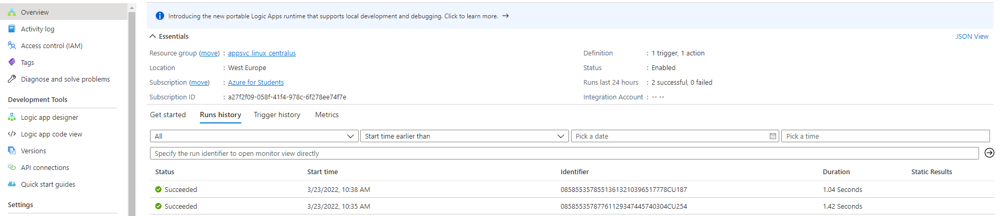 Overview
Activity log
Access control (IAM)
Tags
Diagnose and solve problems
Development Tools
Logic app designer
Logic app code view
Versions
API connections
Quick start guides
Settings
Introducing the new portable Logic Apps runtime that supports local development and debugging. Click to learn more. →
Essentials
JSON View
Resource group (move) : appsvc_linux_centralus
Location : West Europe
Subscription (move) : Azure for Students
Subscription ID : a27f2f09-058f-41f4-978c-6f278ee74f7e
Definition : 1 trigger, 1 action
Status : Enabled
Runs last 24 hours : 2 successful, 0 failed
Integration Account : -- --
Get started Runs history Trigger history Metrics
All Start time earlier than Pick a date Pick a time
Specify the run identifier to open monitor view directly
Status Start time Identifier Duration Static Results
Succeeded 3/23/2022, 10:38 AM 08585535785513613210396517778CU187 1.04 Seconds
Succeeded 3/23/2022, 10:35 AM 08585535787761129347445740304CU254 1.42 Seconds